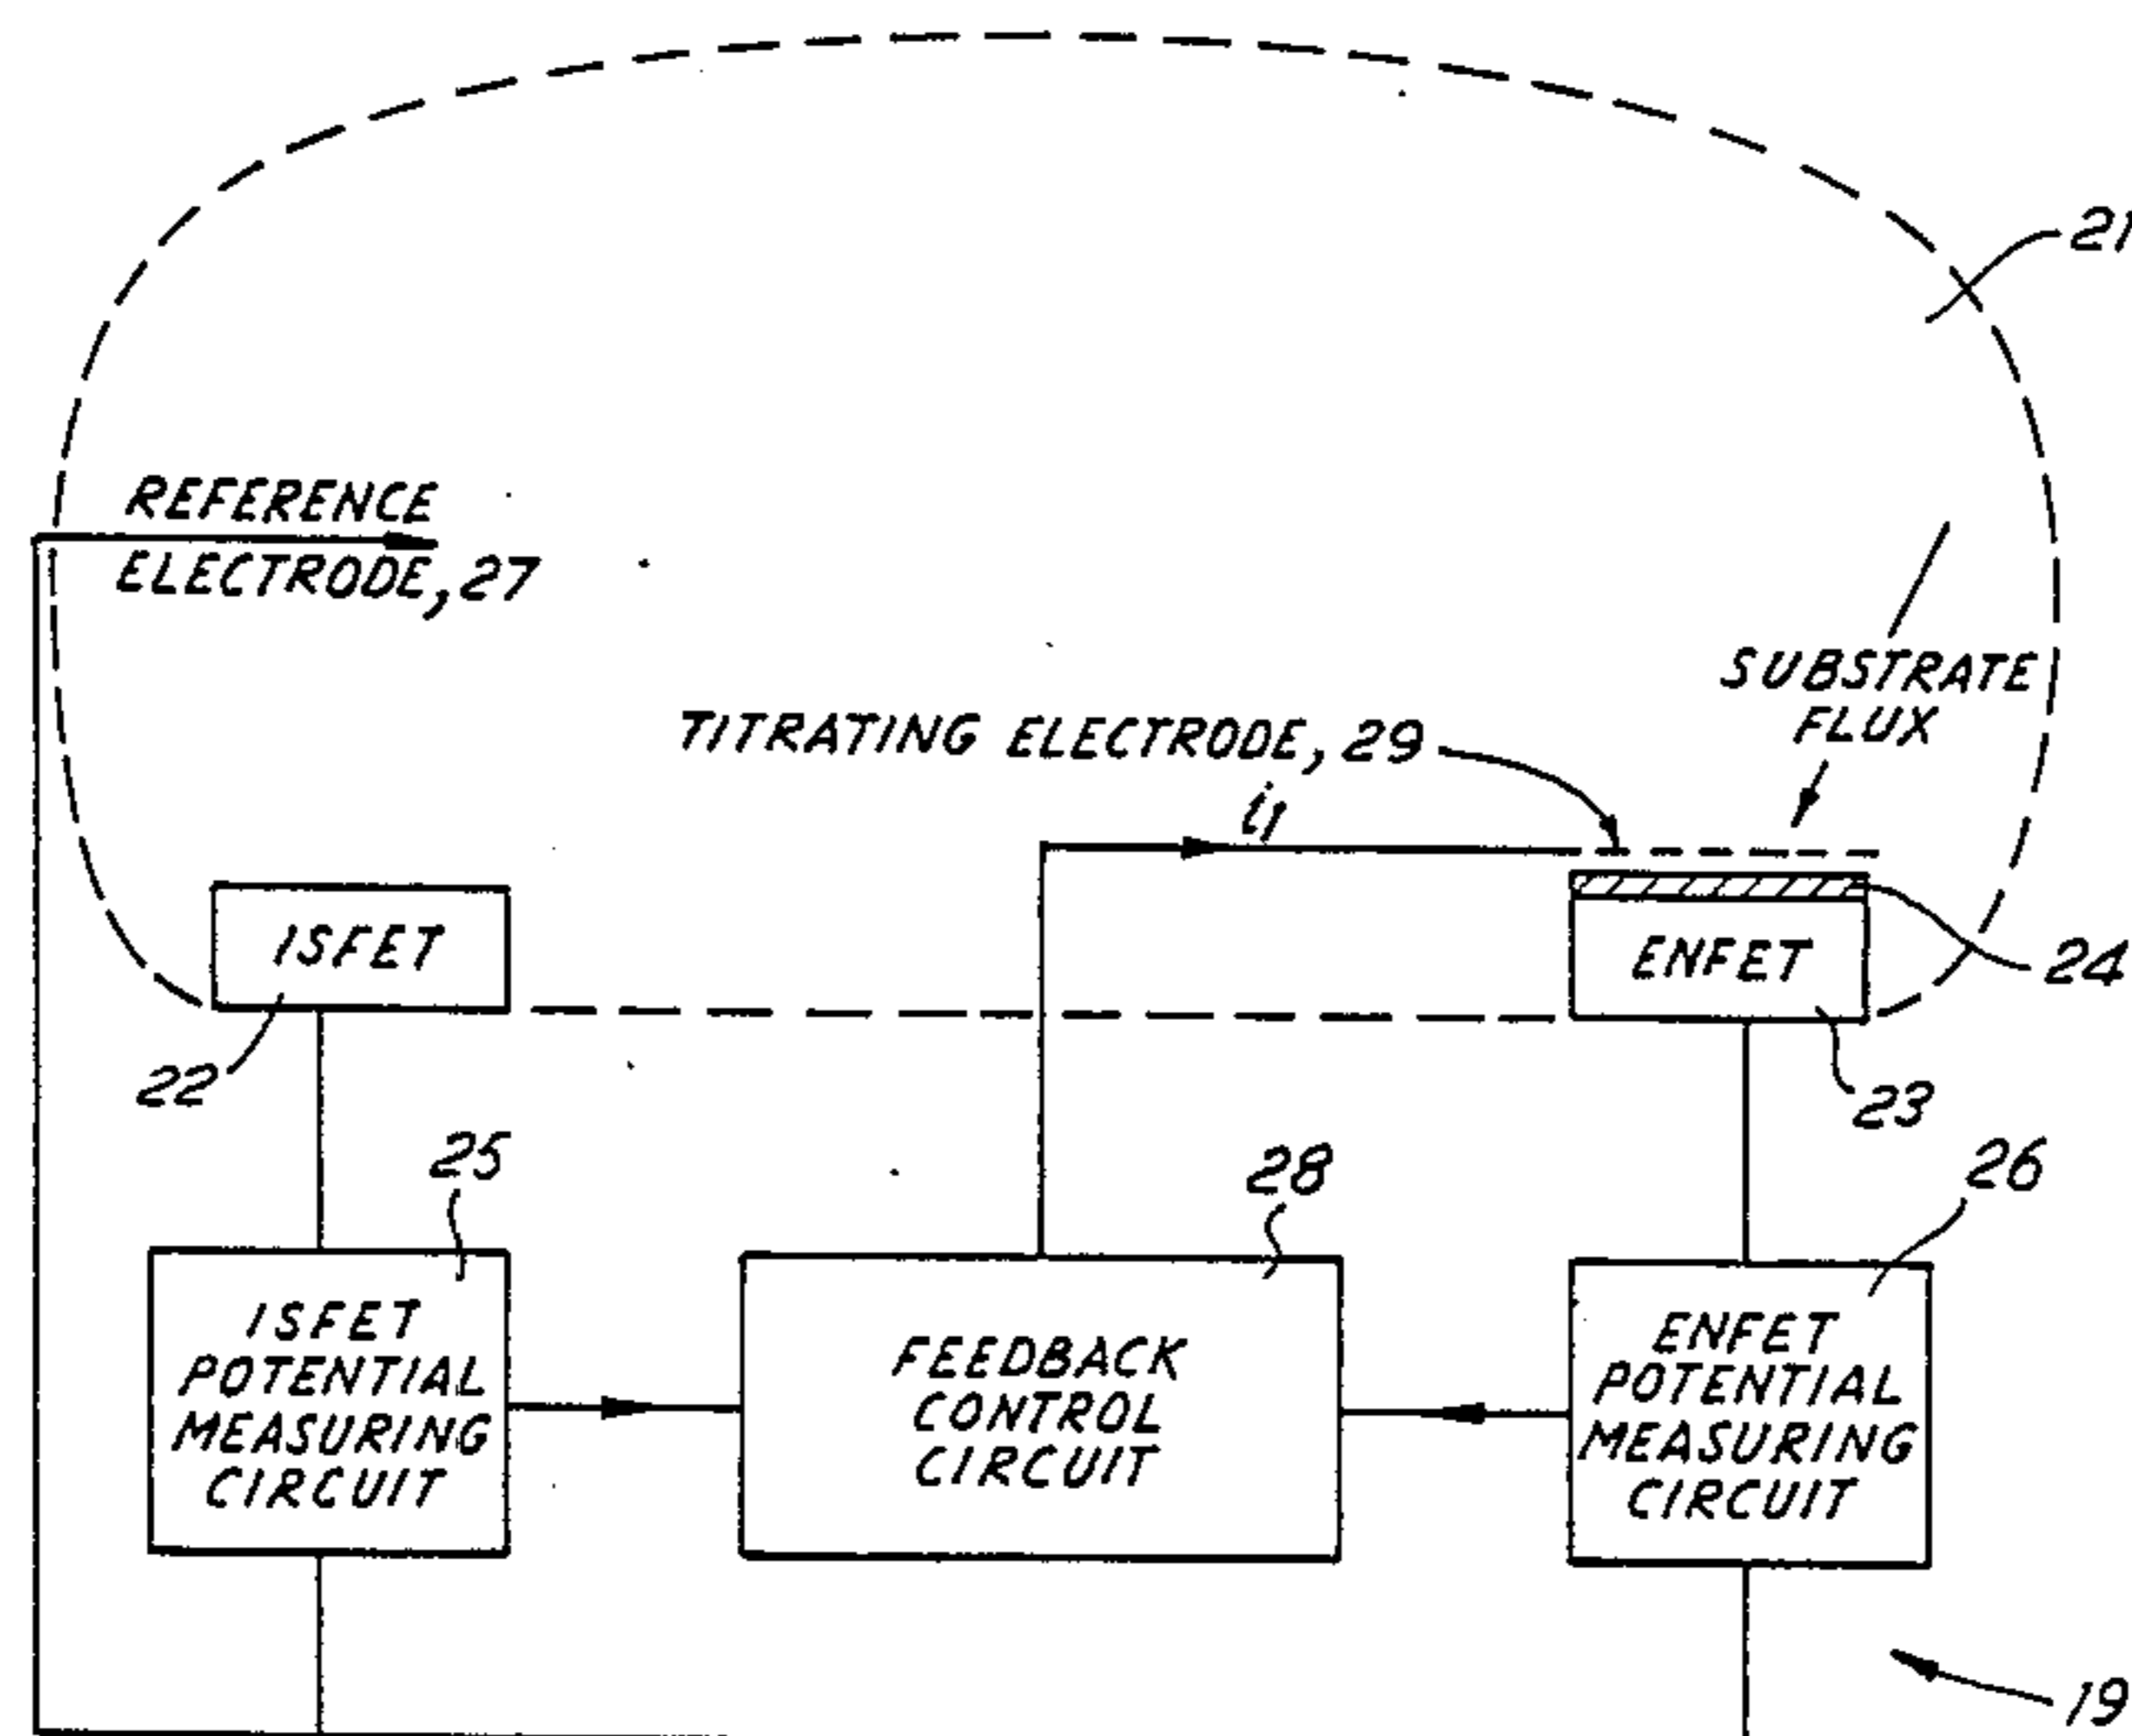 21
REFERENCE
ELECTRODE, 27
SUBSTRATE
FLUX
TITRATING ELECTRODE, 29
i1
ISFET
ENFET
24
22
23
25
28
26
ISFET
POTENTIAL
MEASURING
CIRCUIT
FEEDBACK
CONTROL
CIRCUIT
ENFET
POTENTIAL
MEASURING
CIRCUIT
19